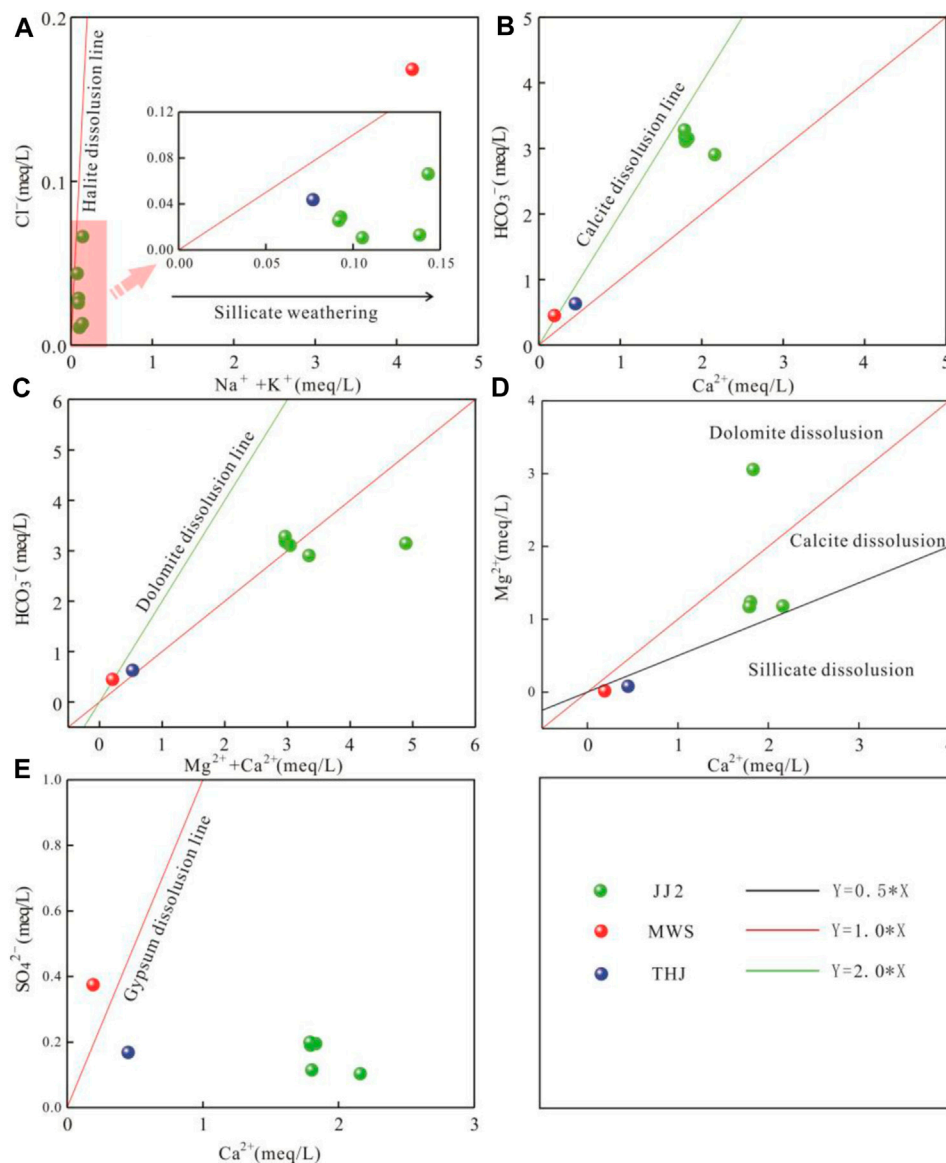 A
0.2
0.1
0.0
Cl⁻(meq/L)
Halite dissolusion line
0.12
0.08
0.04
0.00
0.00 0.05 0.10 0.15
Sillicate weathering
0 1 2 3 4 5
Na⁺ +K⁺(meq/L)
B
5
4
3
2
1
0
HCO₃⁻(meq/L)
Calcite dissolusion line
0 1 2 3 4 5
Ca²⁺(meq/L)
C
6
5
4
3
2
1
0
HCO₃⁻(meq/L)
Dolomite dissolusion line
0 1 2 3 4 5 6
Mg²⁺+Ca²⁺(meq/L)
D
4
3
2
1
0
Mg²⁺(meq/L)
Dolomite dissolusion
Calcite dissolusion
Sillicate dissolusion
0 1 2 3 4
Ca²⁺(meq/L)
E
1.0
0.8
0.6
0.4
0.2
0.0
SO₄²⁻(meq/L)
Gypsum dissolusion line
0 1 2 3
Ca²⁺(meq/L)
JJ2 Y=0.5*X
MWS Y=1.0*X
THJ Y=2.0*X